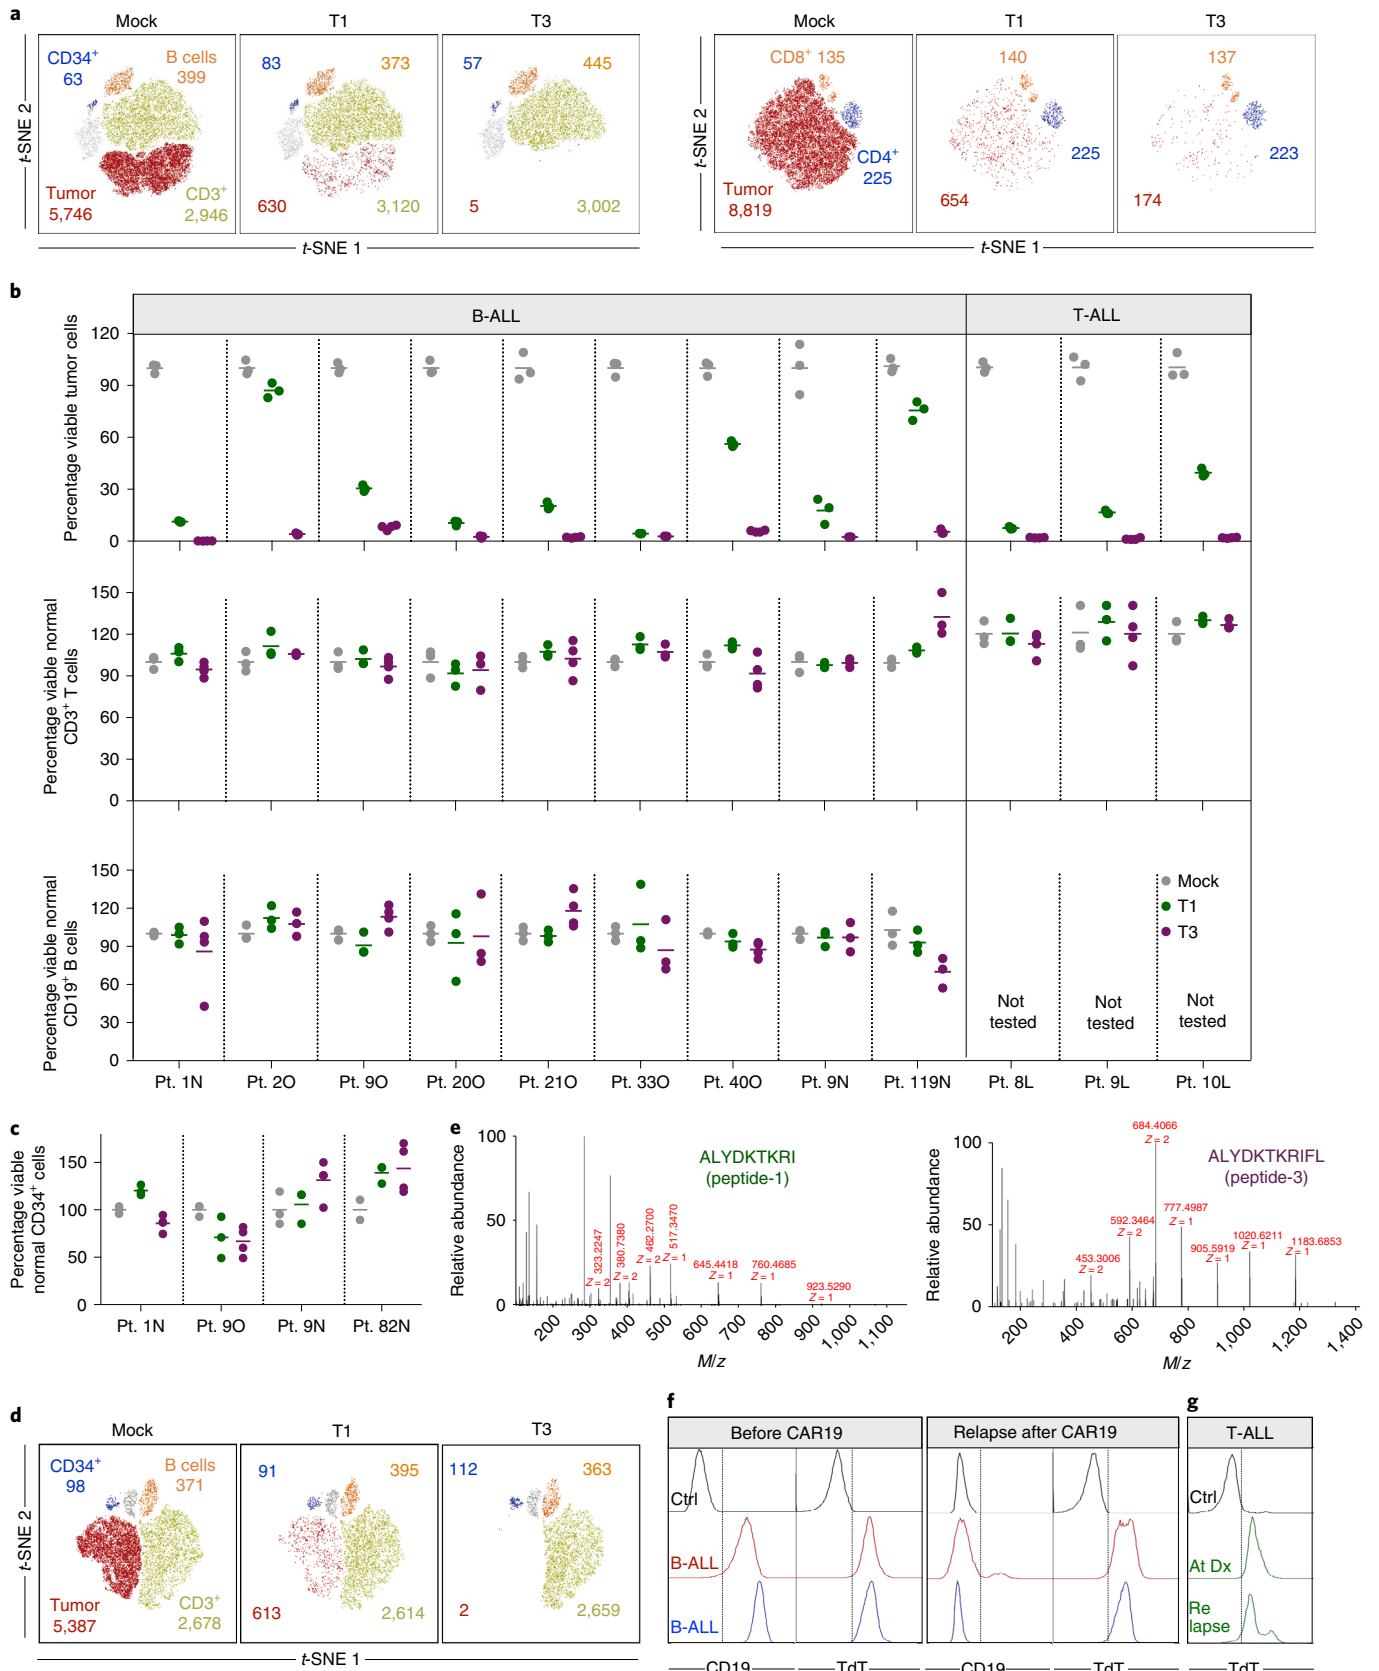 a
Mock T1 T3 Mock T1 T3
CD34+ 63
B cells 399
Tumor 5,746
CD3+ 2,946
83 373
630 3,120
57 445
5 3,002
t-SNE 2
t-SNE 1
CD8+ 135
CD4+ 225
Tumor 8,819
140
225
654
137
223
174
t-SNE 2
t-SNE 1
b
B-ALL T-ALL
Percentage viable tumor cells
120
90
60
30
0
Percentage viable normal
CD3+ T cells
150
120
90
60
30
0
Percentage viable normal
CD19+ B cells
150
120
90
60
30
0
Mock
T1
T3
Not tested
Not tested
Not tested
Pt. 1N Pt. 2O Pt. 9O Pt. 20O Pt. 21O Pt. 33O Pt. 40O Pt. 9N Pt. 119N Pt. 8L Pt. 9L Pt. 10L
c
Percentage viable
normal CD34+ cells
150
100
50
0
Pt. 1N Pt. 9O Pt. 9N Pt. 82N
e
Relative abundance
100
50
0
ALYDKTKRI
(peptide-1)
323.2247
Z = 2
380.7380
Z = 2
462.2700
Z = 2
517.3470
Z = 1
645.4418
Z = 1
760.4685
Z = 1
923.5290
Z = 1
200 300 400 500 600 700 800 900 1,000 1,100
M/z
Relative abundance
100
50
0
ALYDKTKRIFL
(peptide-3)
453.3006
Z = 2
592.3464
Z = 2
684.4066
Z = 2
777.4987
Z = 1
905.5919
Z = 1
1020.6211
Z = 1
1183.6853
Z = 1
200 400 600 800 1,000 1,200 1,400
M/z
d
Mock T1 T3
CD34+ 98
B cells 371
Tumor 5,387
CD3+ 2,678
91 395
613 2,614
112 363
2 2,659
t-SNE 2
t-SNE 1
f
Before CAR19 Relapse after CAR19
Ctrl
B-ALL
B-ALL
CD19 TdT CD19 TdT
g
T-ALL
Ctrl
At Dx
Re
lapse
TdT